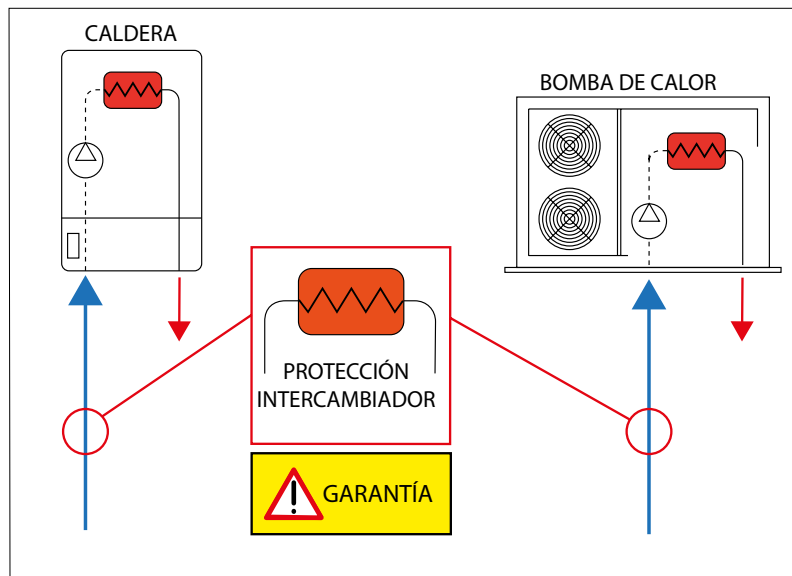 CALDERA
BOMBA DE CALOR
PROTECCIÓN
INTERCAMBIADOR
GARANTÍA